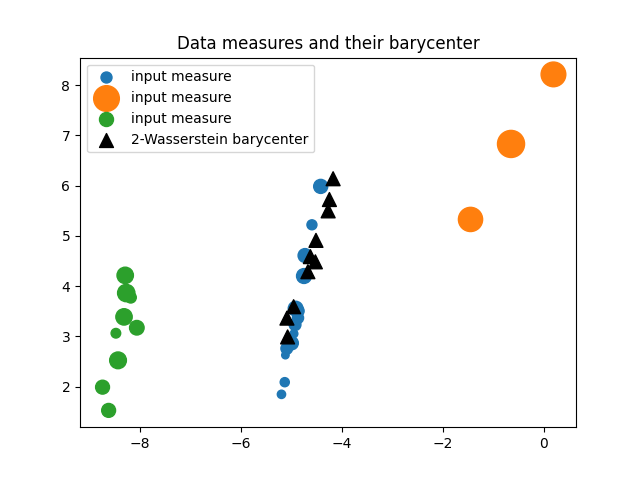 Data measures and their barycenter
input measure
input measure
input measure
2-Wasserstein barycenter
8
7
6
5
4
3
2
−8 −6 −4 −2 0